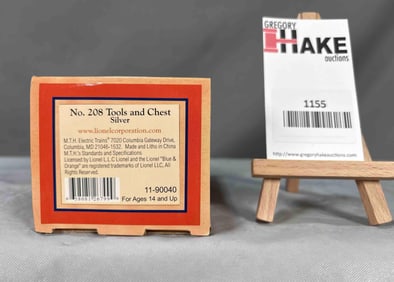 No. 208 Tools and Chest
Silver
www.lionelcorporation.com
M.T.H. Electric Trains® 7020 Columbia Gateway Drive,
Columbia, MD 21046-1532. Made and Liths in China
M.T.H.'s Standards and Specifications.
Licensed by Lionel L.L.C Lionel and the Lionel "Blue &
Orange" are registered trademarks of Lionel LLC, All
Rights Reserved.
11-90040
For Ages 14 and Up
GREGORY
HAKE
auctions
1155
http://www.gregoryhakeauctions.com